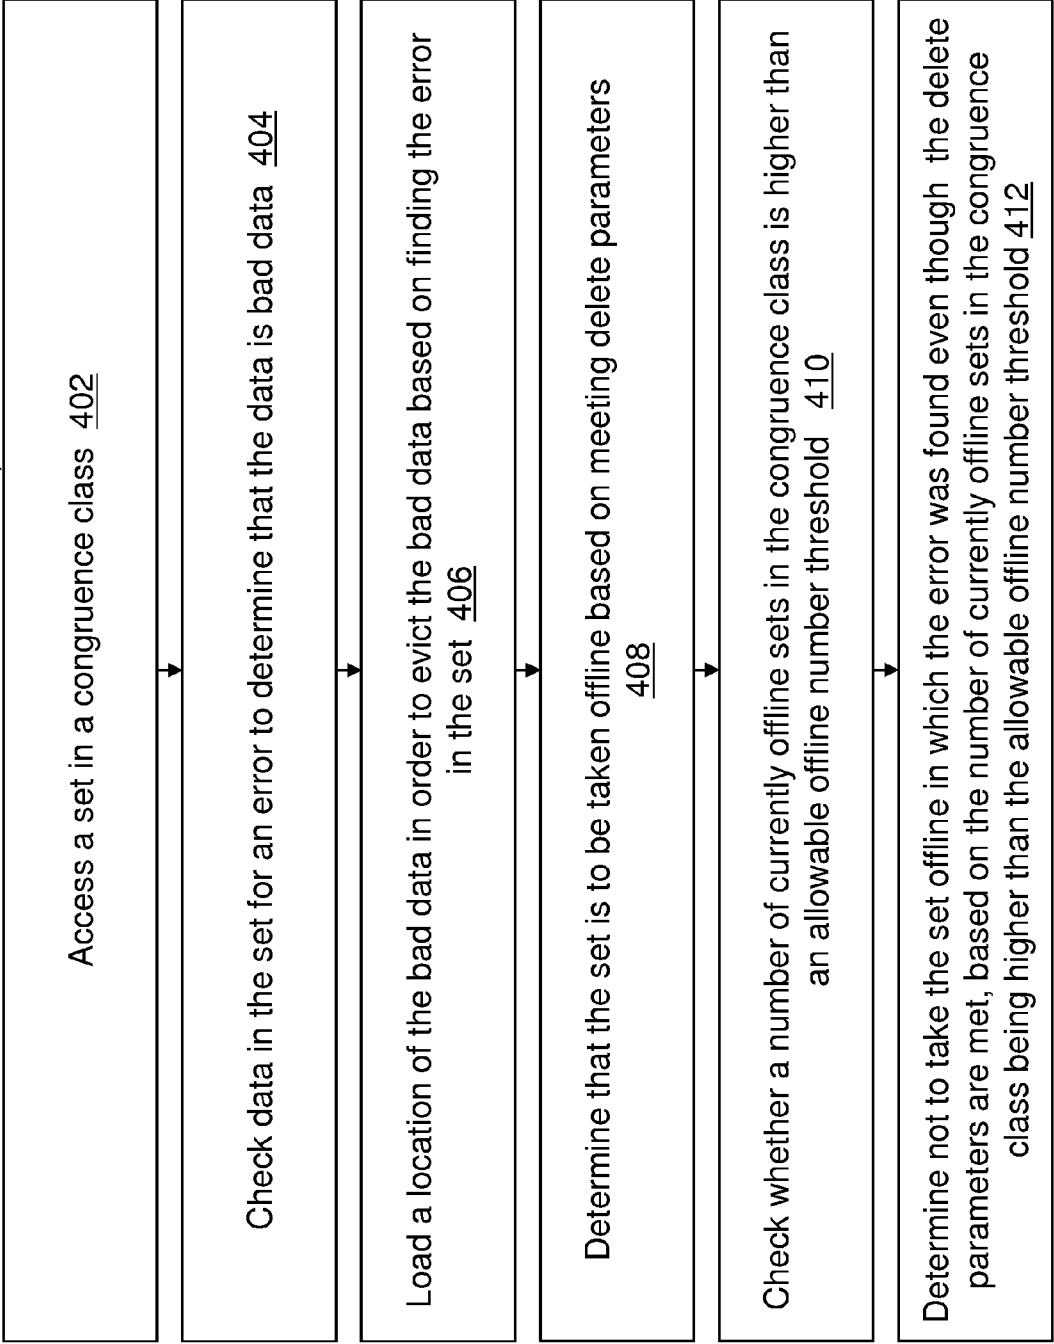 Access a set in a congruence class 402
Check data in the set for an error to determine that the data is bad data 404
Load a location of the bad data in order to evict the bad data based on finding the error
in the set 406
Determine that the set is to be taken offline based on meeting delete parameters
408
Check whether a number of currently offline sets in the congruence class is higher than
an allowable offline number threshold 410
Determine not to take the set offline in which the error was found even though the delete
parameters are met, based on the number of currently offline sets in the congruence
class being higher than the allowable offline number threshold 412